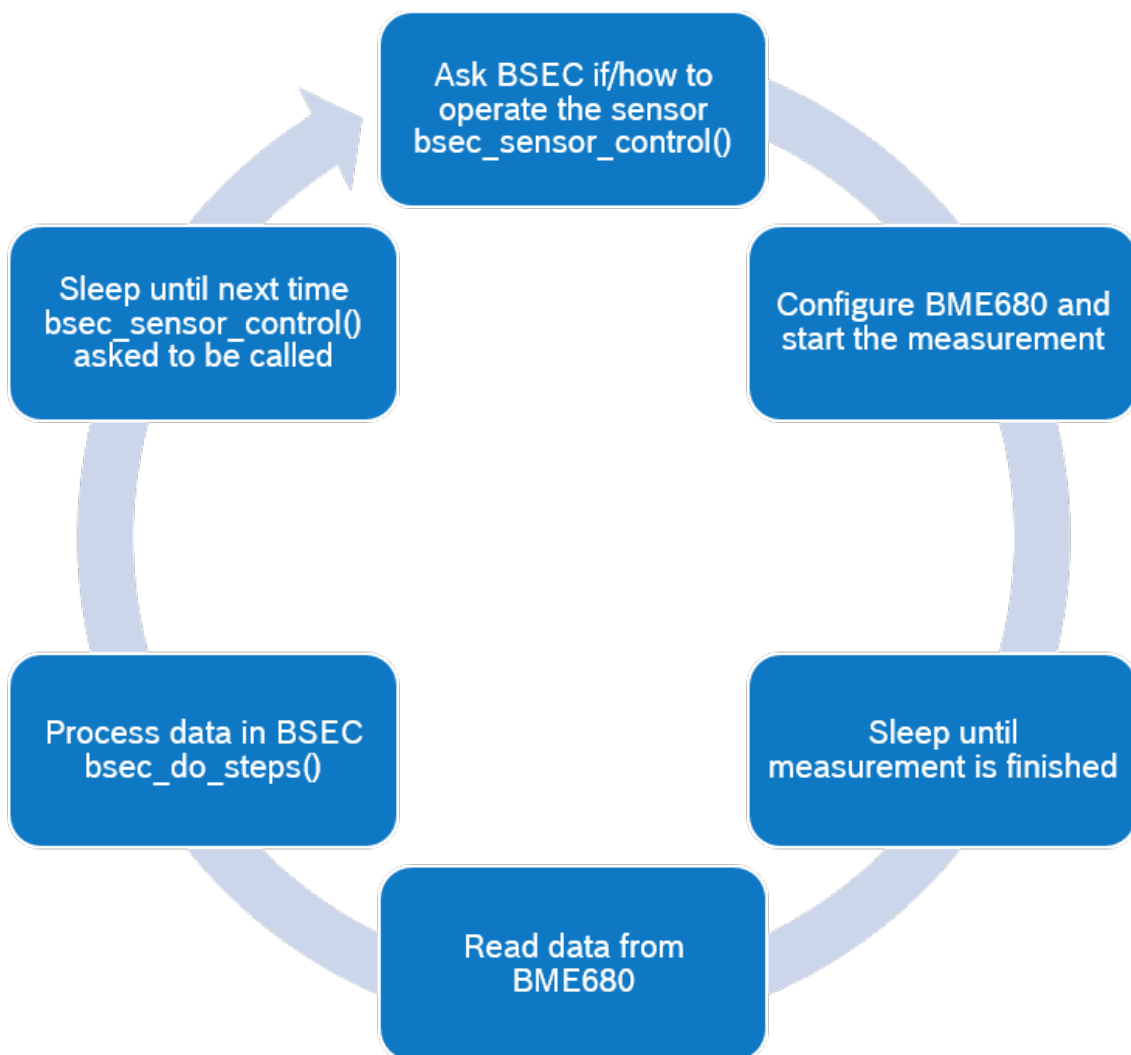 Ask BSEC if/how to
operate the sensor
bsec_sensor_control()
Configure BME680 and
start the measurement
Sleep until
measurement is finished
Read data from
BME680
Process data in BSEC
bsec_do_steps()
Sleep until next time
bsec_sensor_control()
asked to be called